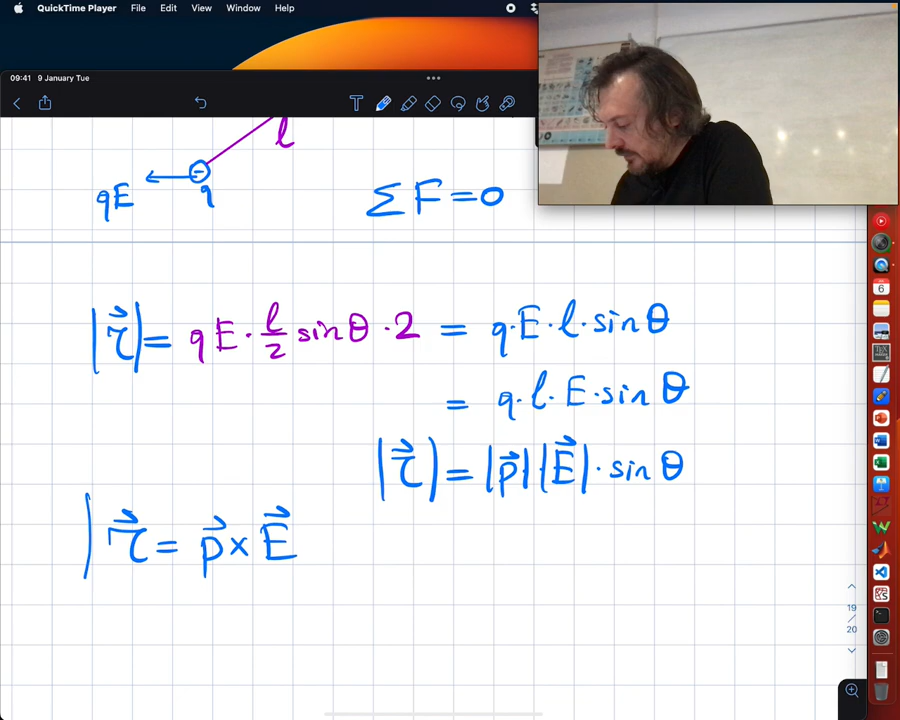 QuickTime Player File Edit View Window Help
09:41 9 January Tue
l
qE
q
ΣF=0
|τ⃗|= qE·l/2 sinθ·2 = q·E·l·sinθ
= q·l·E·sinθ
|τ⃗|=|p⃗||E⃗|·sinθ
τ⃗= p⃗×E⃗
19
/
20
6